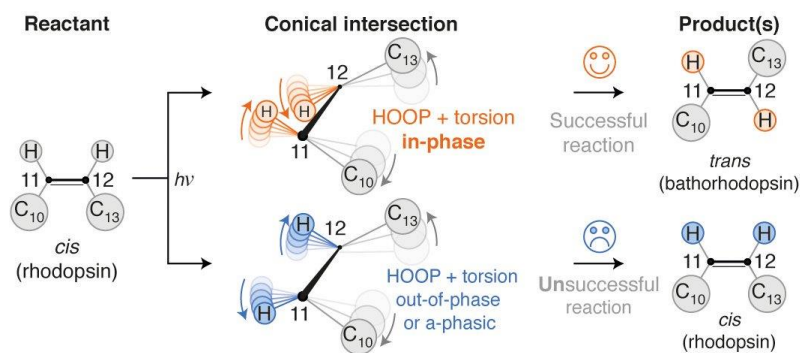 Reactant
Conical intersection
Product(s)
H H
11 12
C10 C13
cis
(rhodopsin)
hν
12
C13
H H
11
C10
HOOP + torsion
in-phase
Successful
reaction
H
C13
11
12
C10
H
trans
(bathorhodopsin)
H
12
C13
H
11
C10
HOOP + torsion
out-of-phase
or a-phasic
Unsuccessful
reaction
H H
11 12
C10 C13
cis
(rhodopsin)